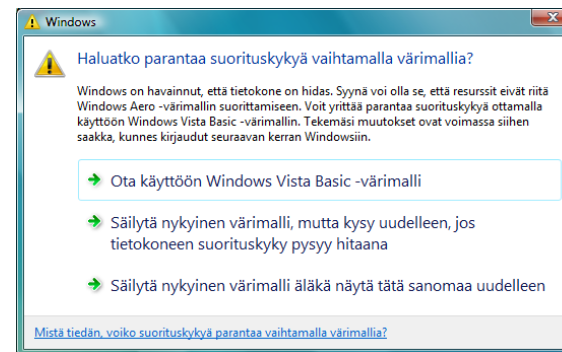 Windows
Haluatko parantaa suorituskykyä vaihtamalla värimallia?
Windows on havainnut, että tietokone on hidas. Syynä voi olla se, että resurssit eivät riitä
Windows Aero -värimallin suorittamiseen. Voit yrittää parantaa suorituskykyä ottamalla
käyttöön Windows Vista Basic -värimallin. Tekemäsi muutokset ovat voimassa siihen
saakka, kunnes kirjaudut seuraavan kerran Windowsiin.
Ota käyttöön Windows Vista Basic -värimalli
Säilytä nykyinen värimalli, mutta kysy uudelleen, jos
tietokoneen suorituskyky pysyy hitaana
Säilytä nykyinen värimalli äläkä näytä tätä sanomaa uudelleen
Mistä tiedän, voiko suorituskykyä parantaa vaihtamalla värimallia?